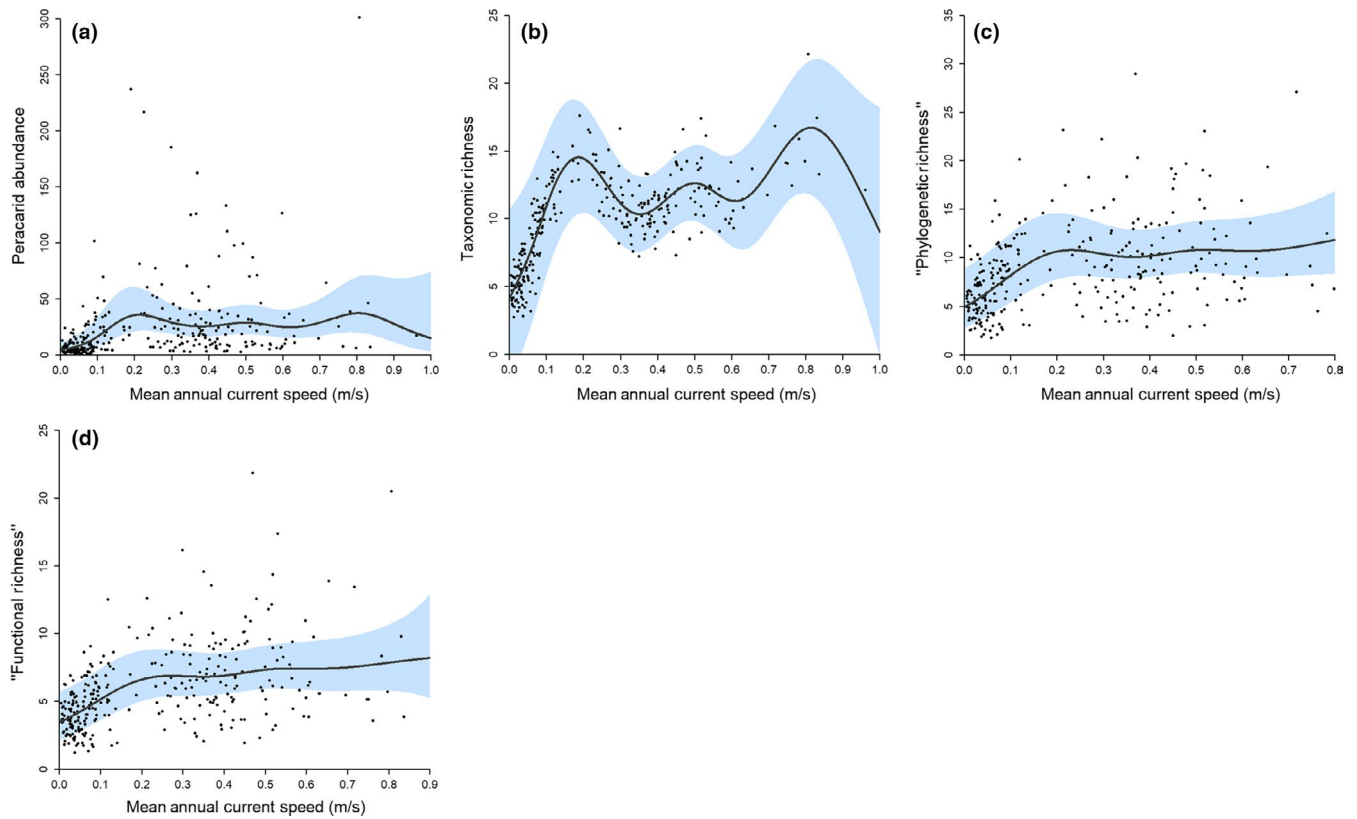 (a)
Peracarid abundance
300
250
200
150
100
50
0
0.0 0.1 0.2 0.3 0.4 0.5 0.6 0.7 0.8 0.9 1.0
Mean annual current speed (m/s)
(b)
Taxonomic richness
25
20
15
10
5
0
0.0 0.1 0.2 0.3 0.4 0.5 0.6 0.7 0.8 0.9 1.0
Mean annual current speed (m/s)
(c)
"Phylogenetic richness"
35
30
25
20
15
10
5
0
0.0 0.1 0.2 0.3 0.4 0.5 0.6 0.7 0.8
Mean annual current speed (m/s)
(d)
"Functional richness"
25
20
15
10
5
0
0.0 0.1 0.2 0.3 0.4 0.5 0.6 0.7 0.8 0.9
Mean annual current speed (m/s)